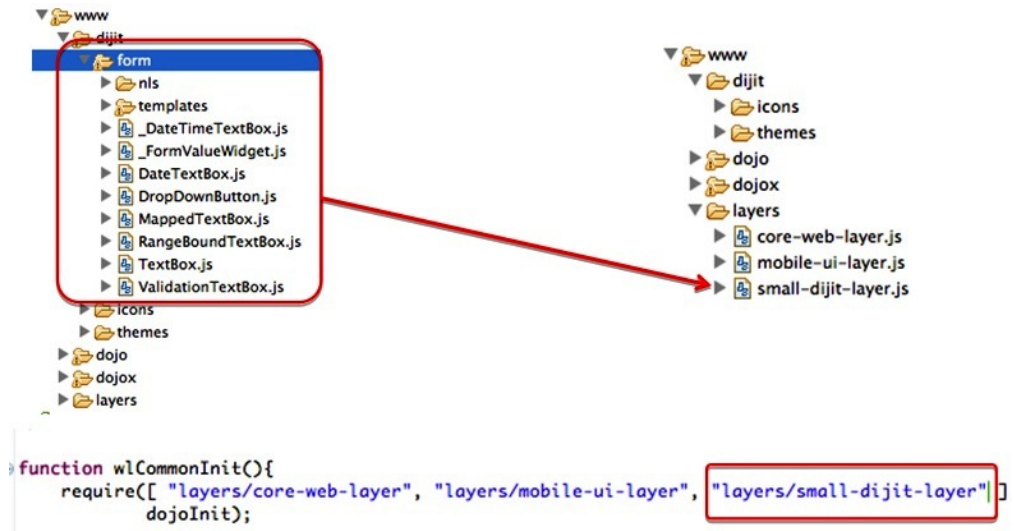 www
dijit
form
nls
templates
_DateTimeTextBox.js
_FormValueWidget.js
DateTextBox.js
DropDownButton.js
MappedTextBox.js
RangeBoundTextBox.js
TextBox.js
ValidationTextBox.js
icons
themes
dojo
dojox
layers
www
dijit
icons
themes
dojo
dojox
layers
core-web-layer.js
mobile-ui-layer.js
small-dijit-layer.js
function wlCommonInit(){
require([ "layers/core-web-layer", "layers/mobile-ui-layer", "layers/small-dijit-layer" ]
dojoInit);